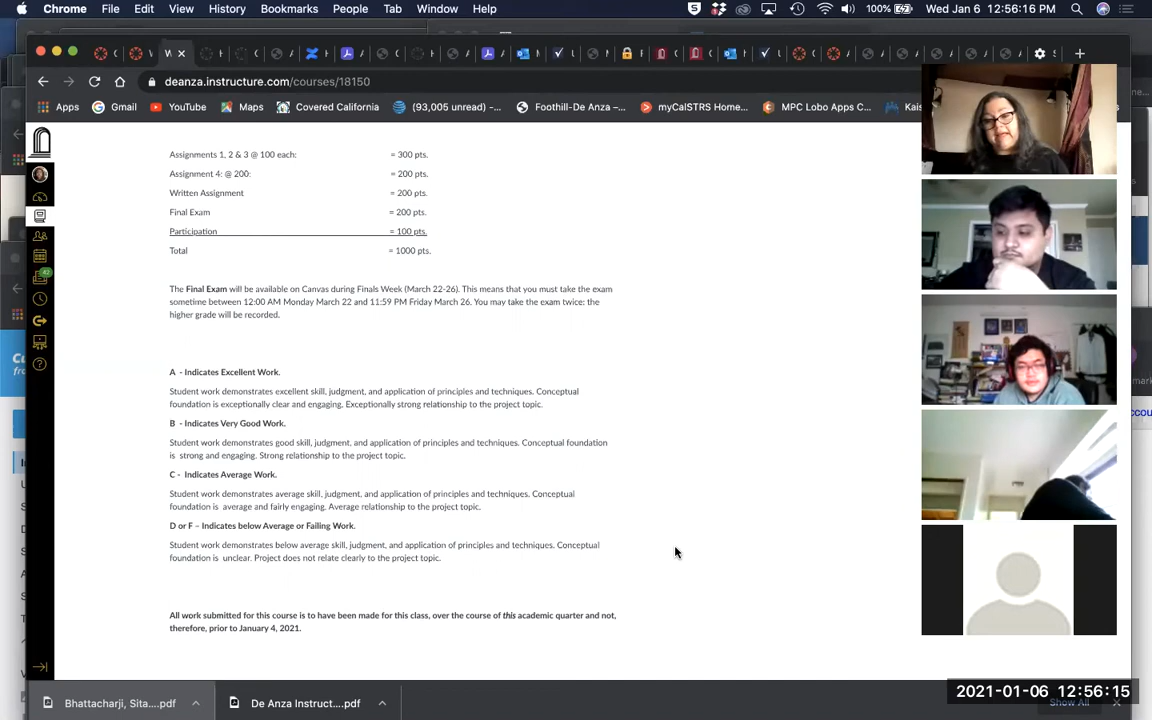 Chrome File Edit View History Bookmarks People Tab Window Help 100% Wed Jan 6 12:56:16 PM
deanza.instructure.com/courses/18150
Apps Gmail YouTube Maps Covered California (93,005 unread) -... Foothill-De Anza –... myCalSTRS Home... MPC Lobo Apps C... Kais
Assignments 1, 2 & 3 @ 100 each: = 300 pts.
Assignment 4: @ 200: = 200 pts.
Written Assignment = 200 pts.
Final Exam = 200 pts.
Participation = 100 pts.
Total = 1000 pts.
The Final Exam will be available on Canvas during Finals Week (March 22-26). This means that you must take the exam
sometime between 12:00 AM Monday March 22 and 11:59 PM Friday March 26. You may take the exam twice: the
higher grade will be recorded.
A - Indicates Excellent Work.
Student work demonstrates excellent skill, judgment, and application of principles and techniques. Conceptual
foundation is exceptionally clear and engaging. Exceptionally strong relationship to the project topic.
B - Indicates Very Good Work.
Student work demonstrates good skill, judgment, and application of principles and techniques. Conceptual foundation
is strong and engaging. Strong relationship to the project topic.
C - Indicates Average Work.
Student work demonstrates average skill, judgment, and application of principles and techniques. Conceptual
foundation is average and fairly engaging. Average relationship to the project topic.
D or F – Indicates below Average or Failing Work.
Student work demonstrates below average skill, judgment, and application of principles and techniques. Conceptual
foundation is unclear. Project does not relate clearly to the project topic.
All work submitted for this course is to have been made for this class, over the course of this academic quarter and not,
therefore, prior to January 4, 2021.
Bhattacharji, Sita....pdf De Anza Instruct....pdf Show All
2021-01-06 12:56:15